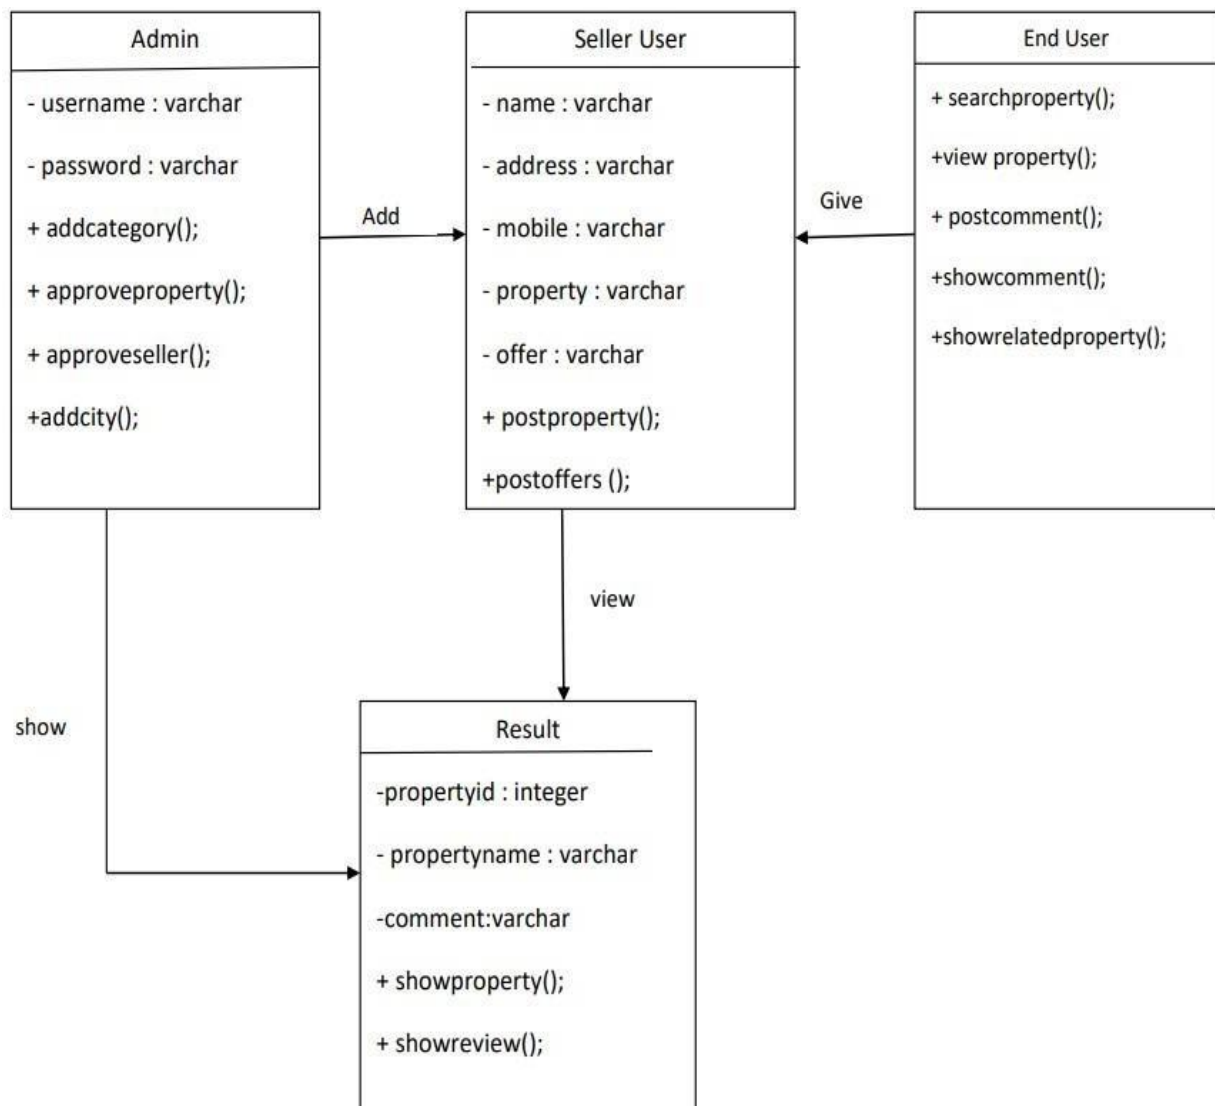 Admin
- username : varchar
- password : varchar
+ addcategory();
+ approveproperty();
+ approveseller();
+addcity();
Add
Seller User
- name : varchar
- address : varchar
- mobile : varchar
- property : varchar
- offer : varchar
+ postproperty();
+postoffers ();
Give
End User
+ searchproperty();
+view property();
+ postcomment();
+showcomment();
+showrelatedproperty();
view
show
Result
-propertyid : integer
- propertyname : varchar
-comment:varchar
+ showproperty();
+ showreview();